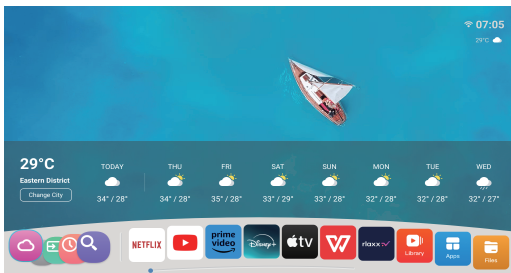 07:05
29°C
29°C
Eastern District
Change City
TODAY
34° / 28°
THU
34° / 28°
FRI
35° / 28°
SAT
33° / 29°
SUN
33° / 28°
MON
32° / 28°
TUE
32° / 28°
WED
32° / 27°
NETFLIX
prime
video
Disney+
tv
W
rlaxx tv
Library
Apps
Files